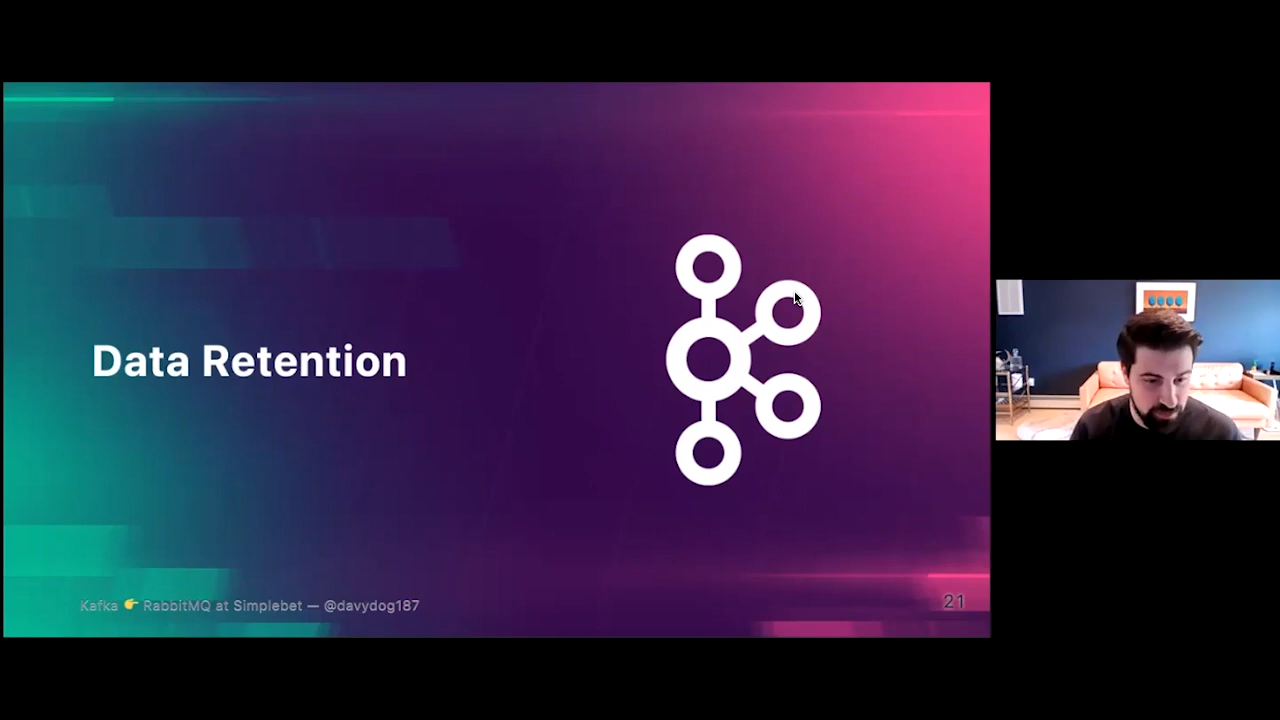 Data Retention
Kafka 👉 RabbitMQ at Simplebet — @davydog187
21